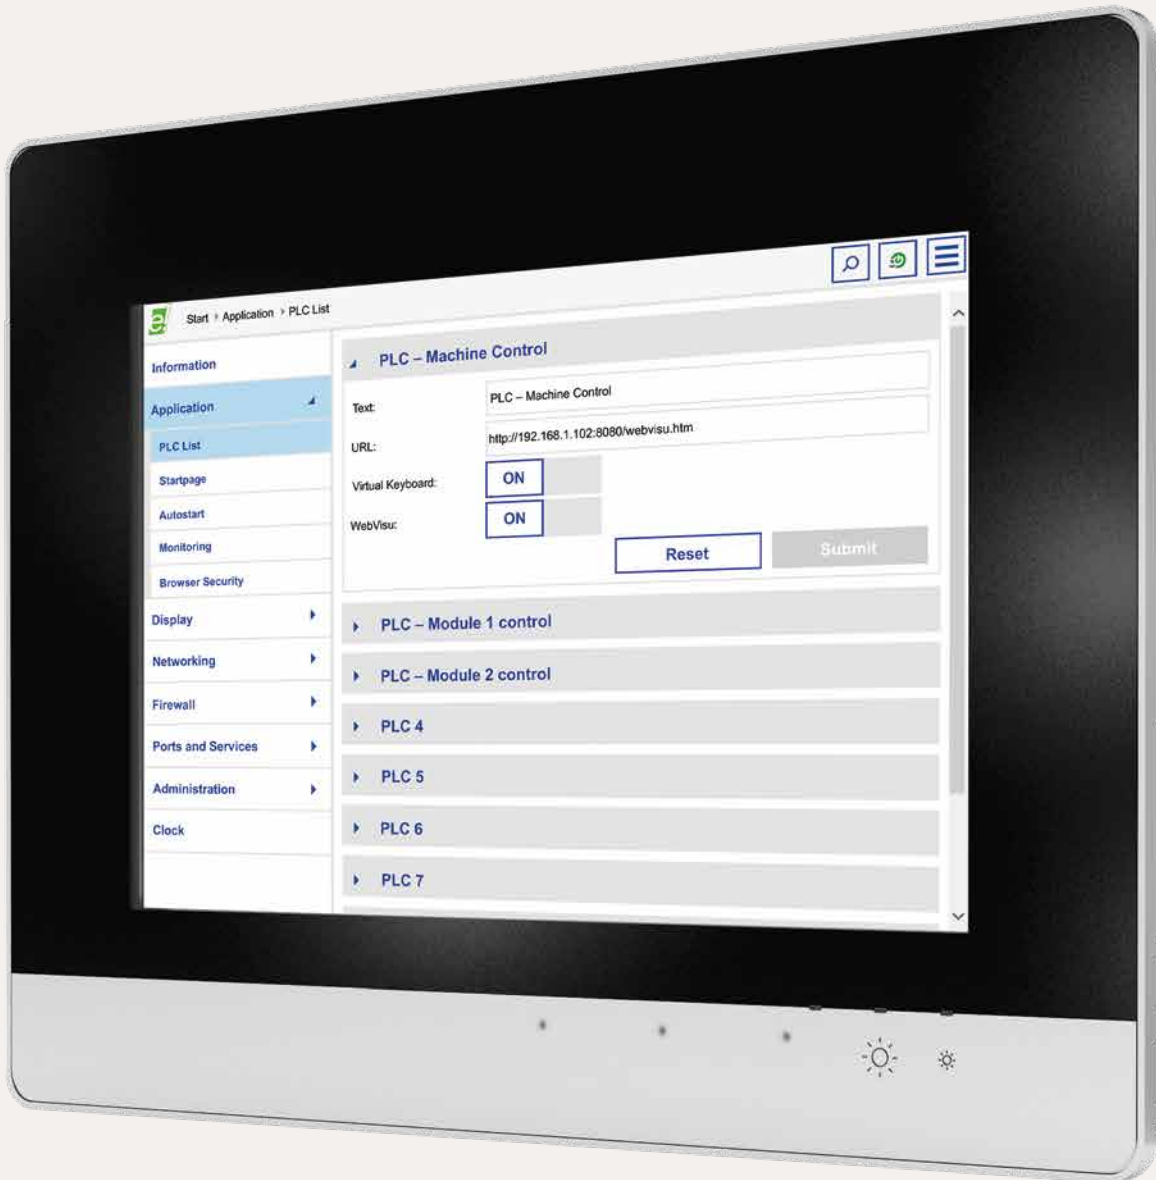 e!
Start › Application › PLC List
Information
Application
PLC List
Startpage
Autostart
Monitoring
Browser Security
Display
Networking
Firewall
Ports and Services
Administration
Clock
PLC – Machine Control
Text: PLC – Machine Control
URL: http://192.168.1.102:8080/webvisu.htm
Virtual Keyboard: ON
WebVisu: ON
Reset Submit
PLC – Module 1 control
PLC – Module 2 control
PLC 4
PLC 5
PLC 6
PLC 7